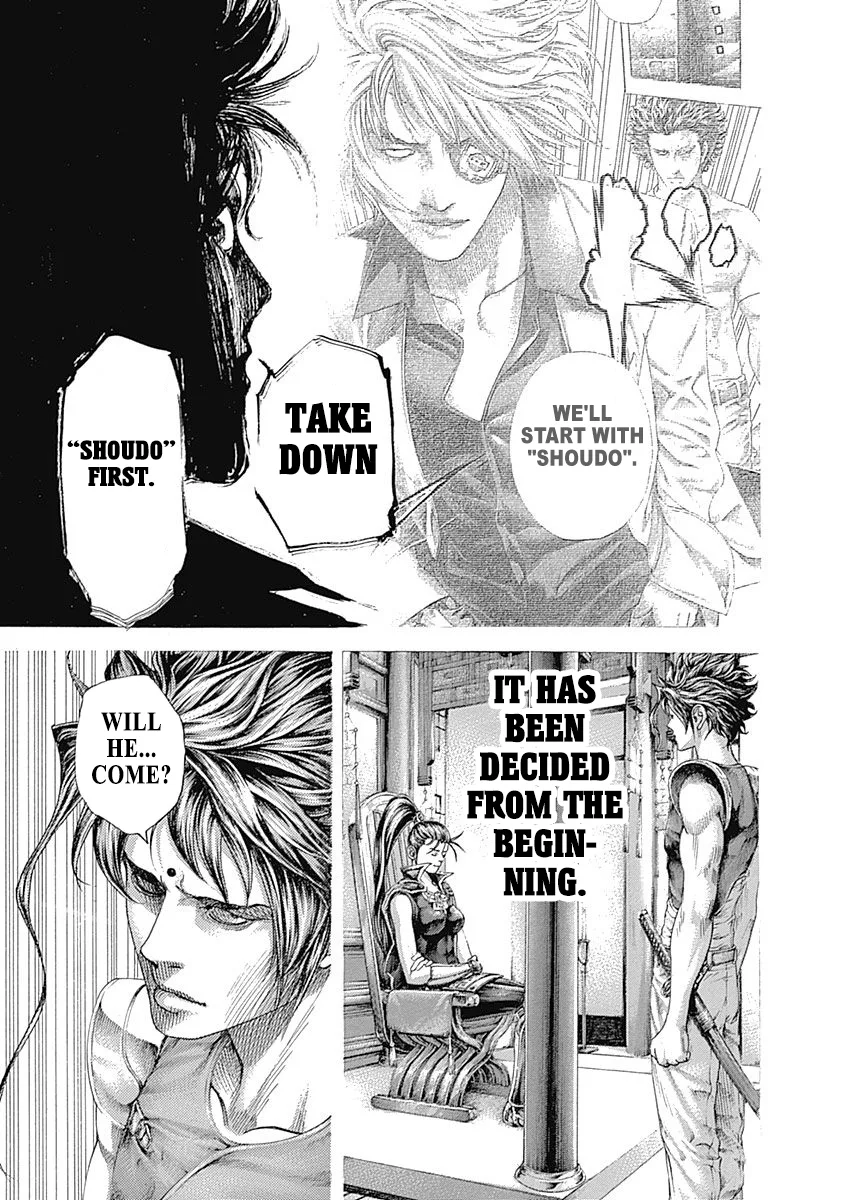 WE'LL
START WITH
"SHOUDO".
TAKE
DOWN
“SHOUDO”
FIRST.
IT HAS
BEEN
DECIDED
FROM THE
BEGIN-
NING.
WILL
HE...
COME?